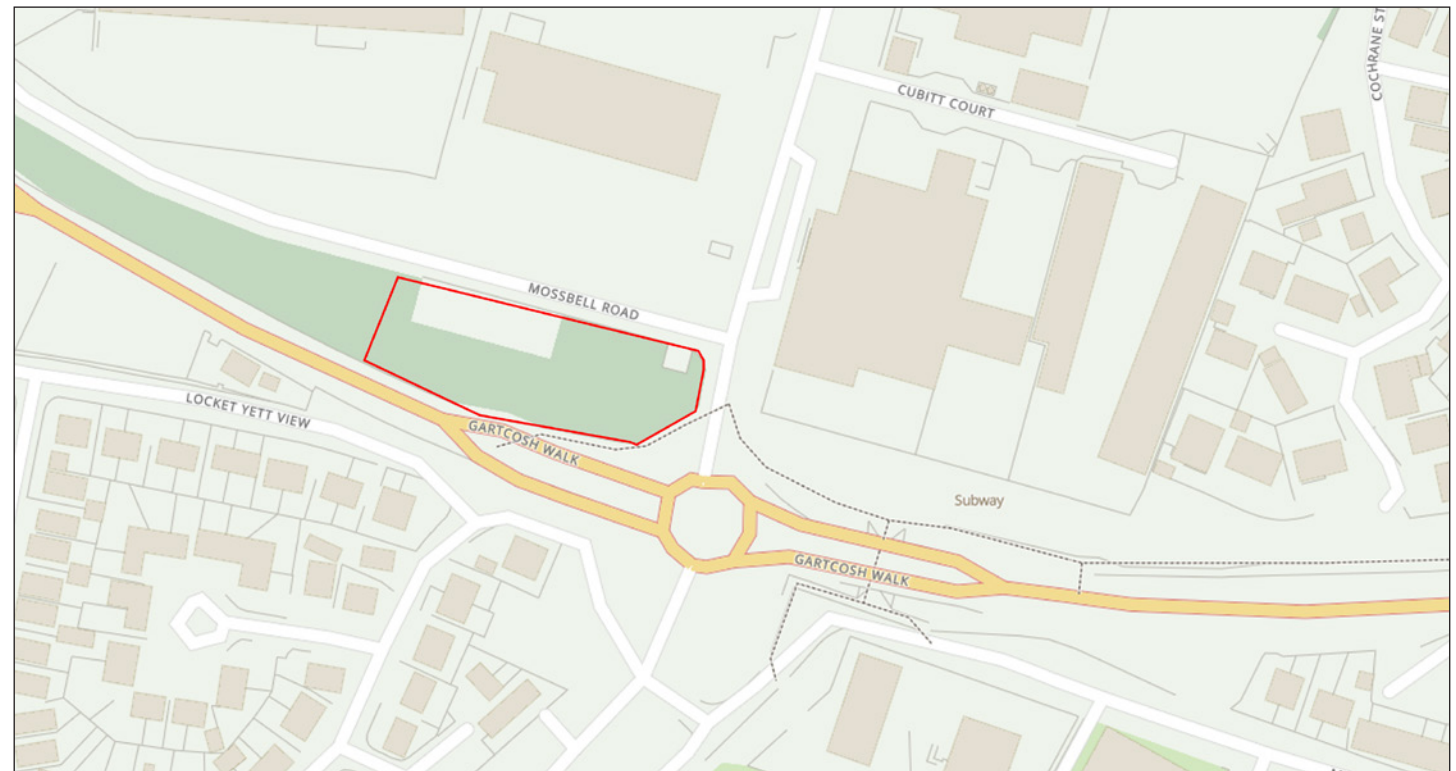 COCHRANE ST
CUBITT COURT
MOSSBELL ROAD
LOCKET YETT VIEW
GARTCOSH WALK
Subway
GARTCOSH WALK